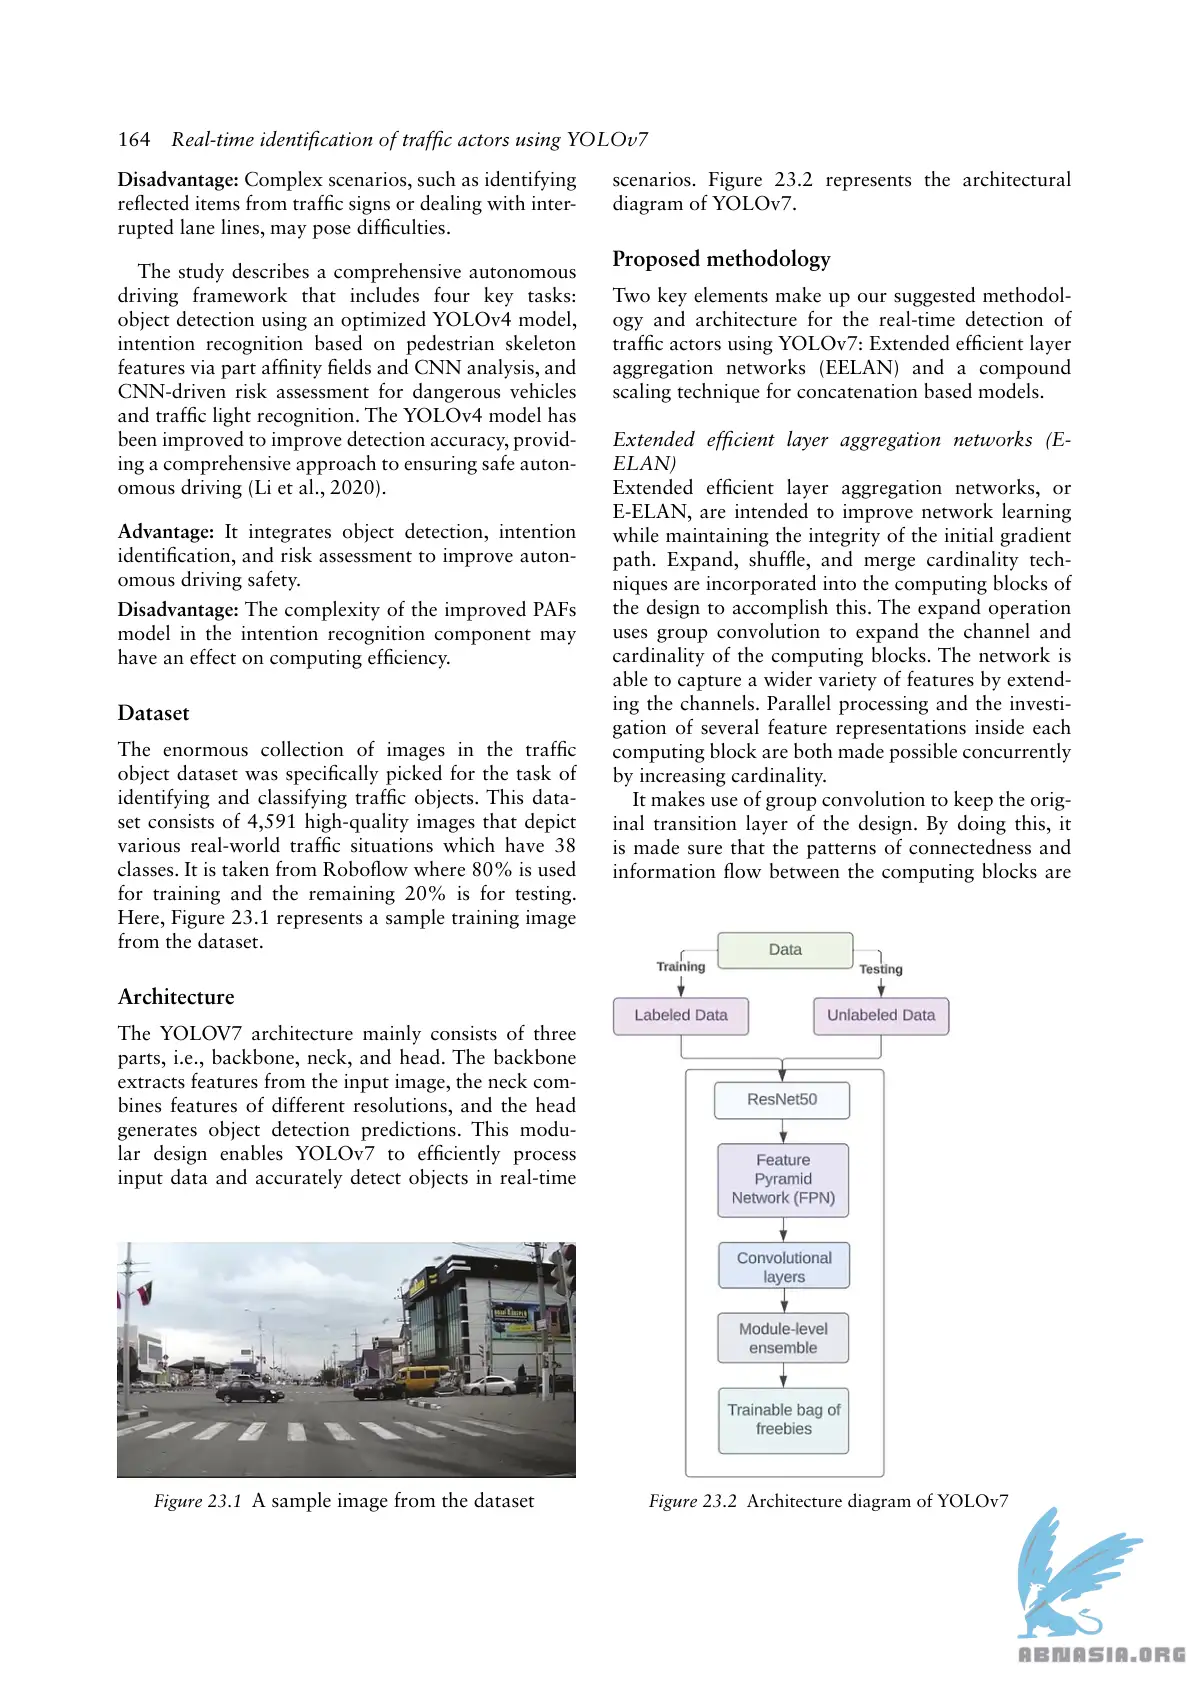 164 Real-time identification of traffic actors using YOLOv7
Disadvantage: Complex scenarios, such as identifying
reflected items from traffic signs or dealing with inter-
rupted lane lines, may pose difficulties.
The study describes a comprehensive autonomous
driving framework that includes four key tasks:
object detection using an optimized YOLOv4 model,
intention recognition based on pedestrian skeleton
features via part affinity fields and CNN analysis, and
CNN-driven risk assessment for dangerous vehicles
and traffic light recognition. The YOLOv4 model has
been improved to improve detection accuracy, provid-
ing a comprehensive approach to ensuring safe auton-
omous driving (Li et al., 2020).
Advantage: It integrates object detection, intention
identification, and risk assessment to improve auton-
omous driving safety.
Disadvantage: The complexity of the improved PAFs
model in the intention recognition component may
have an effect on computing efficiency.
Dataset
The enormous collection of images in the traffic
object dataset was specifically picked for the task of
identifying and classifying traffic objects. This data-
set consists of 4,591 high-quality images that depict
various real-world traffic situations which have 38
classes. It is taken from Roboflow where 80% is used
for training and the remaining 20% is for testing.
Here, Figure 23.1 represents a sample training image
from the dataset.
Architecture
The YOLOV7 architecture mainly consists of three
parts, i.e., backbone, neck, and head. The backbone
extracts features from the input image, the neck com-
bines features of different resolutions, and the head
generates object detection predictions. This modu-
lar design enables YOLOv7 to efficiently process
input data and accurately detect objects in real-time
Figure 23.1 A sample image from the dataset
scenarios. Figure 23.2 represents the architectural
diagram of YOLOv7.
Proposed methodology
Two key elements make up our suggested methodol-
ogy and architecture for the real-time detection of
traffic actors using YOLOv7: Extended efficient layer
aggregation networks (EELAN) and a compound
scaling technique for concatenation based models.
Extended efficient layer aggregation networks (E-
ELAN)
Extended efficient layer aggregation networks, or
E-ELAN, are intended to improve network learning
while maintaining the integrity of the initial gradient
path. Expand, shuffle, and merge cardinality tech-
niques are incorporated into the computing blocks of
the design to accomplish this. The expand operation
uses group convolution to expand the channel and
cardinality of the computing blocks. The network is
able to capture a wider variety of features by extend-
ing the channels. Parallel processing and the investi-
gation of several feature representations inside each
computing block are both made possible concurrently
by increasing cardinality.
It makes use of group convolution to keep the orig-
inal transition layer of the design. By doing this, it
is made sure that the patterns of connectedness and
information flow between the computing blocks are
Data
Training
Testing
Labeled Data
Unlabeled Data
ResNet50
Feature
Pyramid
Network (FPN)
Convolutional
layers
Module-level
ensemble
Trainable bag of
freebies
Figure 23.2 Architecture diagram of YOLOv7
ABNASIA.ORG